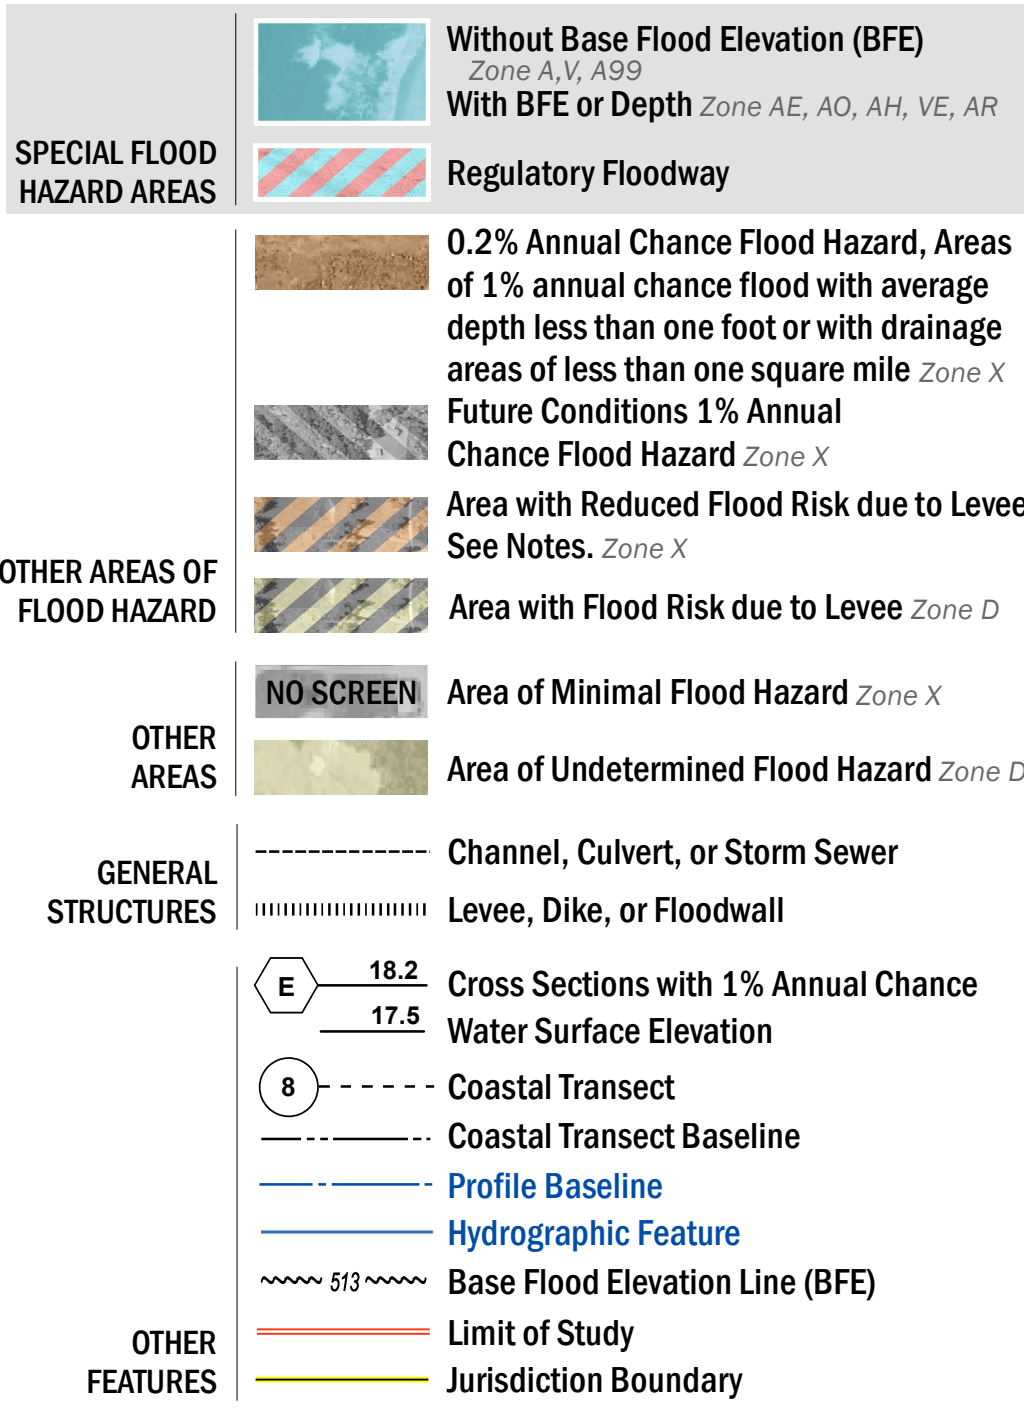 SPECIAL FLOOD
HAZARD AREAS
Without Base Flood Elevation (BFE)
Zone A,V, A99
With BFE or Depth Zone AE, AO, AH, VE, AR
Regulatory Floodway
OTHER AREAS OF
FLOOD HAZARD
0.2% Annual Chance Flood Hazard, Areas
of 1% annual chance flood with average
depth less than one foot or with drainage
areas of less than one square mile Zone X
Future Conditions 1% Annual
Chance Flood Hazard Zone X
Area with Reduced Flood Risk due to Levee
See Notes. Zone X
Area with Flood Risk due to Levee Zone D
OTHER
AREAS
NO SCREEN Area of Minimal Flood Hazard Zone X
Area of Undetermined Flood Hazard Zone D
GENERAL
STRUCTURES
Channel, Culvert, or Storm Sewer
Levee, Dike, or Floodwall
OTHER
FEATURES
E 18.2 Cross Sections with 1% Annual Chance
17.5 Water Surface Elevation
8 Coastal Transect
Coastal Transect Baseline
Profile Baseline
Hydrographic Feature
513 Base Flood Elevation Line (BFE)
Limit of Study
Jurisdiction Boundary